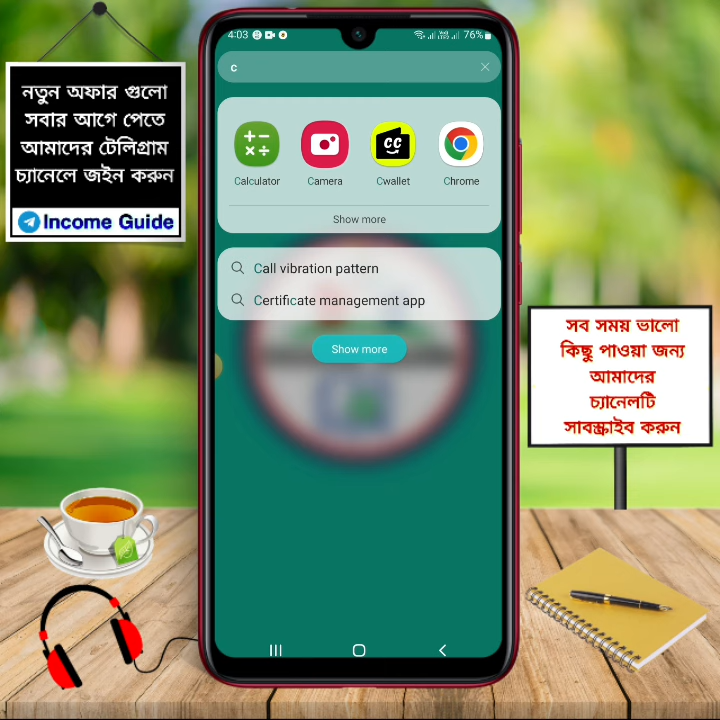 নতুন অফার গুলো
সবার আগে পেতে
আমাদের টেলিগ্রাম
চ্যানেলে জইন করুন
Income Guide
4:03
76%
c
Calculator
Camera
CC
Cwallet
Chrome
Show more
Call vibration pattern
Certificate management app
Show more
সব সময় ভালো
কিছু পাওয়া জন্য
আমাদের
চ্যানেলটি
সাবস্ক্রাইব করুন